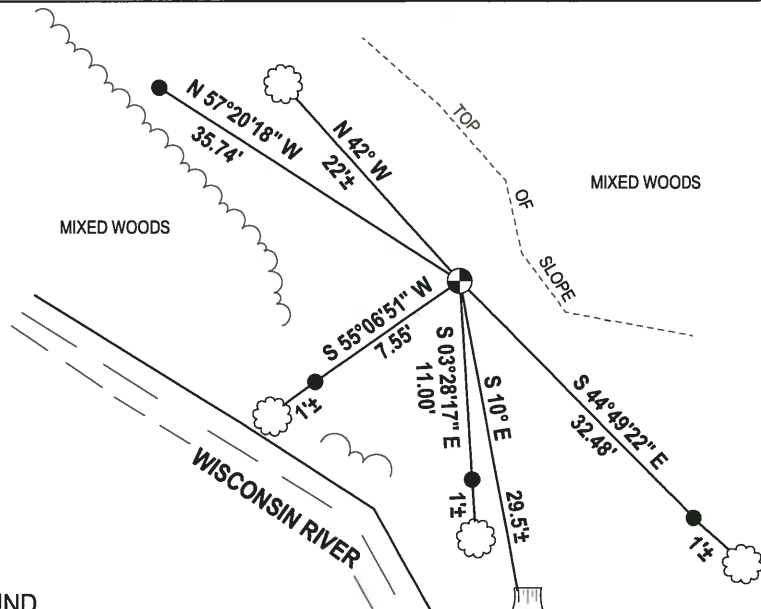 N 57°20'18" W
35.74'
N 42° W
22'±
TOP
OF
SLOPE
MIXED WOODS
MIXED WOODS
S 55°06'51" W
7.55'
1'±
S 03°28'17" E
11.00'
1'±
S 10° E
29.5'±
S 44°49'22" E
32.48'
1'±
WISCONSIN RIVER